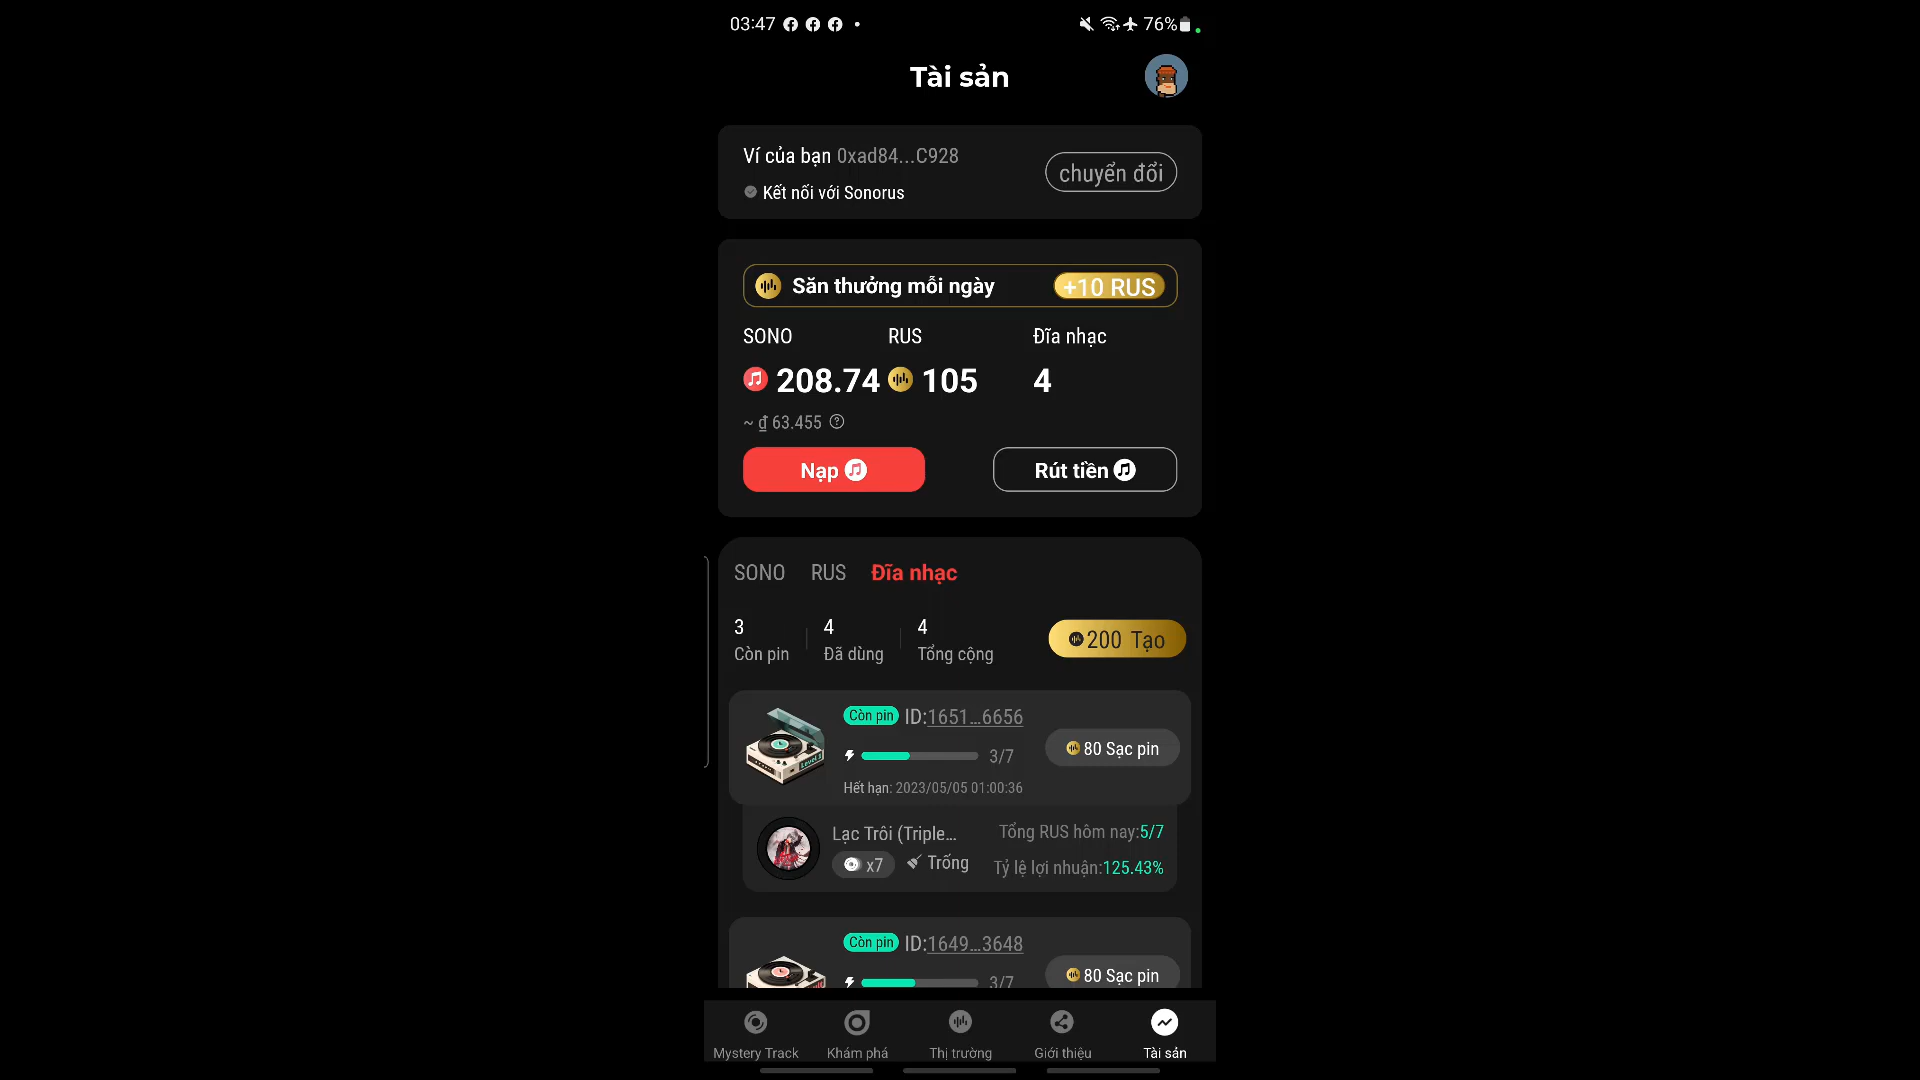 03:47 76%
Tài sản
Ví của bạn 0xad84...C928
chuyển đổi
Kết nối với Sonorus
Săn thưởng mỗi ngày +10 RUS
SONO RUS Đĩa nhạc
208.74 105 4
~ ₫ 63.455
Nạp Rút tiền
SONO RUS Đĩa nhạc
3 4 4
Còn pin Đã dùng Tổng cộng
200 Tạo
Còn pin ID:1651...6656
3/7
80 Sạc pin
LEVEL 1
Hết hạn: 2023/05/05 01:00:36
Lạc Trôi (Triple... Tổng RUS hôm nay:5/7
x7 Trống Tỷ lệ lợi nhuận:125.43%
Còn pin ID:1649...3648
3/7
80 Sạc pin
Mystery Track Khám phá Thị trường Giới thiệu Tài sản